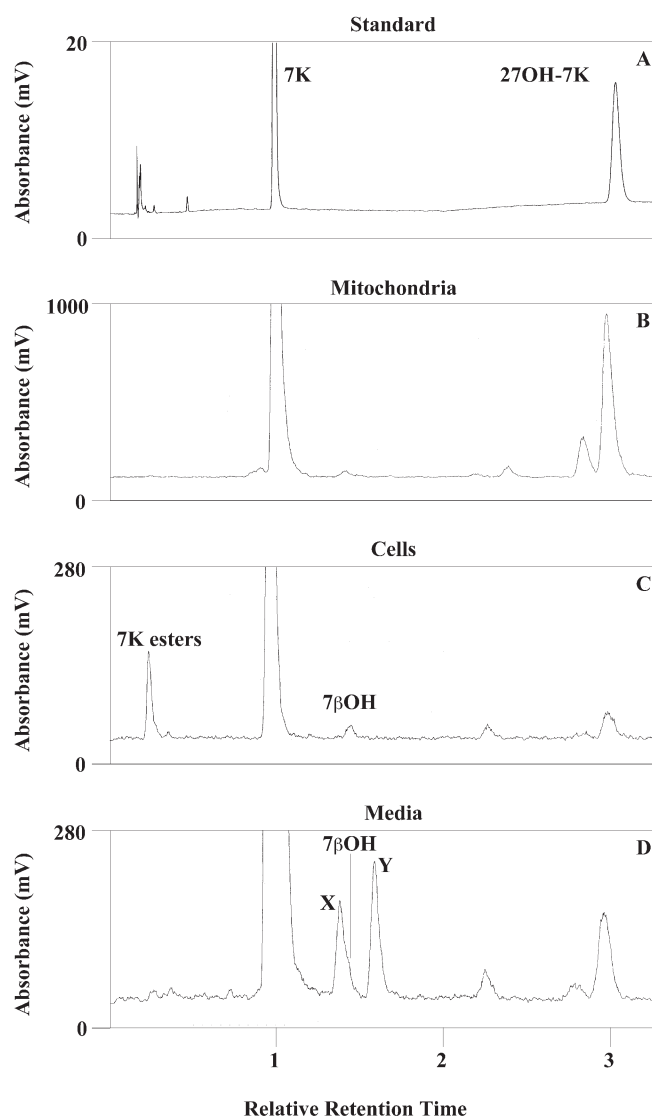 Standard
20
A
7K
27OH-7K
Absorbance (mV)
0
Mitochondria
1000
B
Absorbance (mV)
0
Cells
280
C
7K esters
7βOH
Absorbance (mV)
0
Media
280
7βOH
D
X
Y
Absorbance (mV)
0
1 2 3
Relative Retention Time